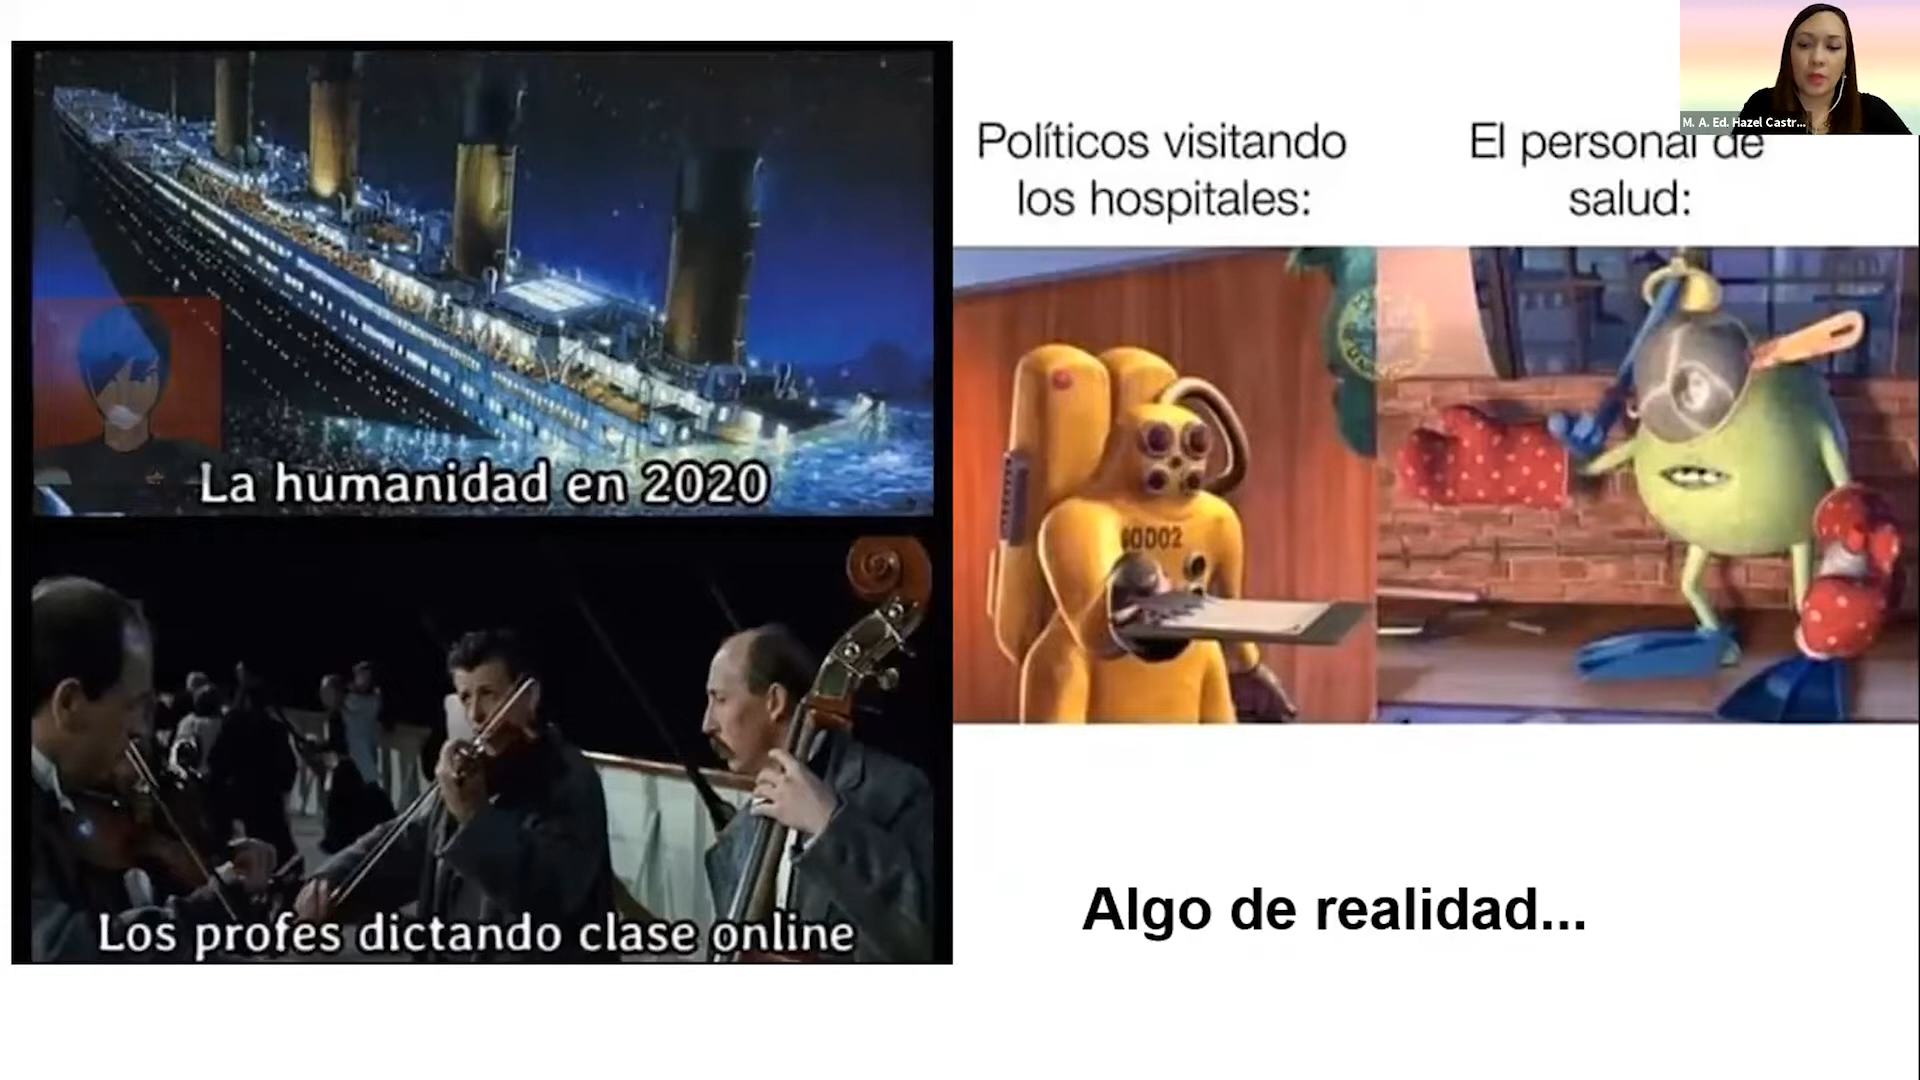 La humanidad en 2020
Los profes dictando clase online
Políticos visitando
los hospitales:
El personal de
salud:
M. A. Ed. Hazel Castr...
Algo de realidad...